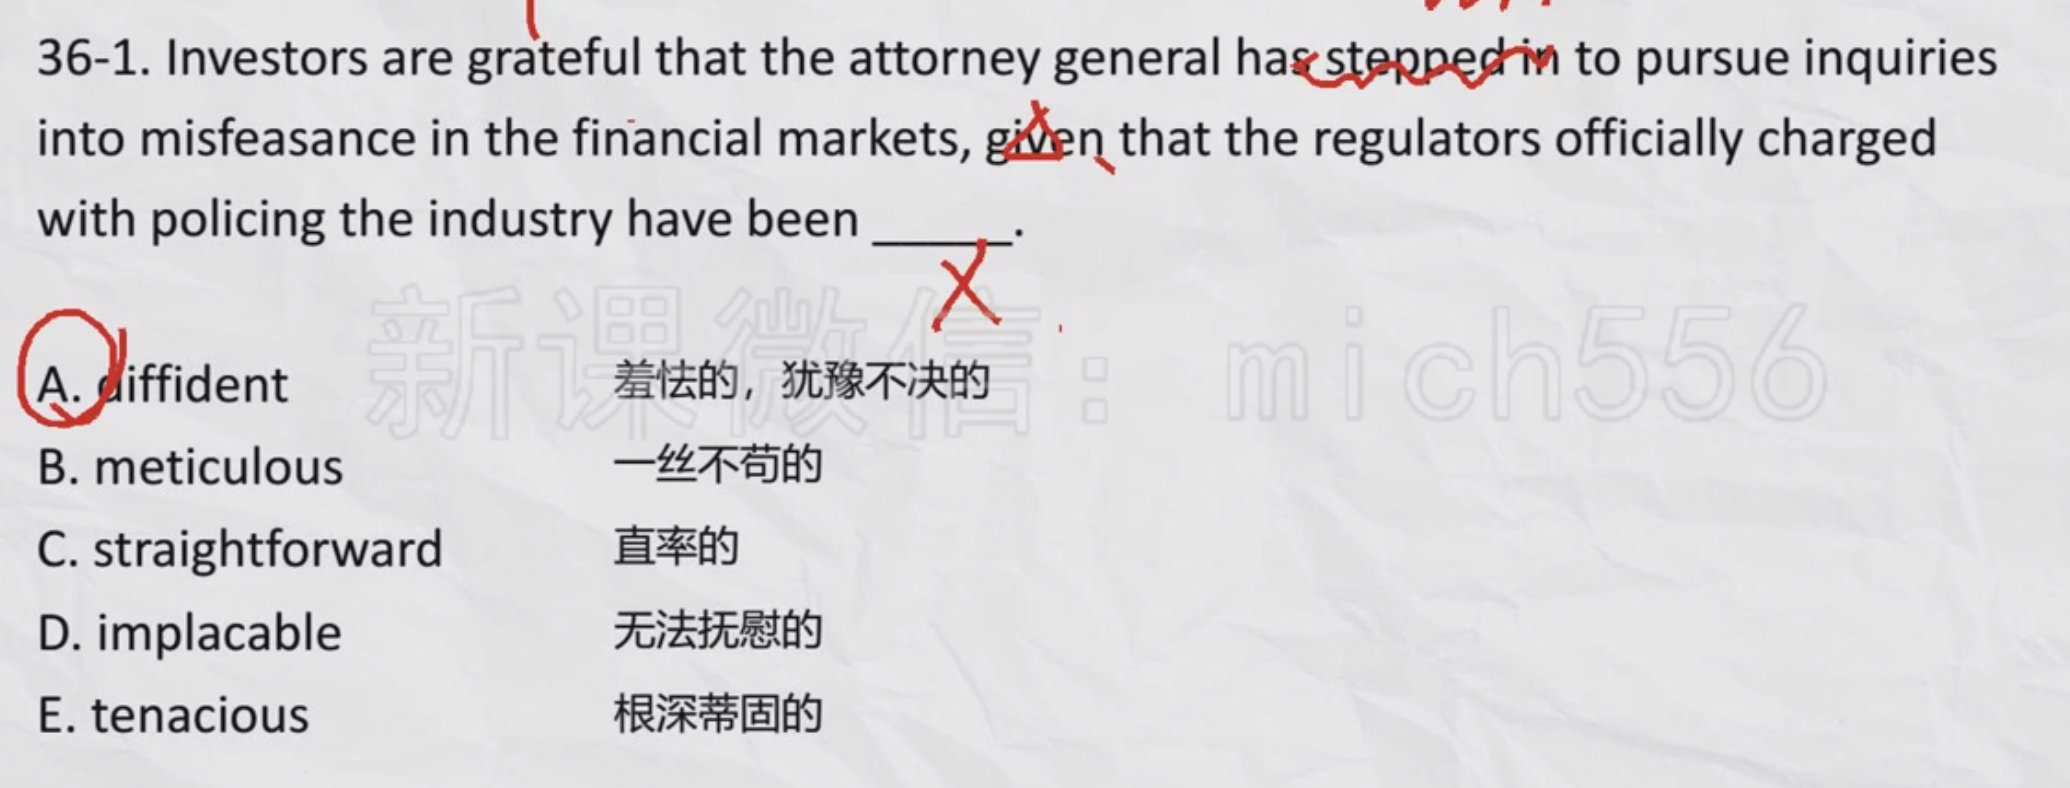 36-1. Investors are grateful that the attorney general has stepped in to pursue inquiries
into misfeasance in the financial markets, given that the regulators officially charged
with policing the industry have been _____.
新课微信：mich556
A. diffident 羞怯的，犹豫不决的
B. meticulous 一丝不苟的
C. straightforward 直率的
D. implacable 无法抚慰的
E. tenacious 根深蒂固的